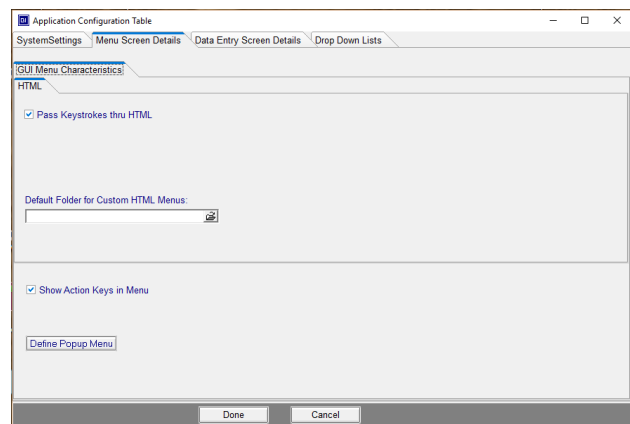 DI Application Configuration Table
SystemSettings Menu Screen Details Data Entry Screen Details Drop Down Lists
GUI Menu Characteristics
HTML
Pass Keystrokes thru HTML
Default Folder for Custom HTML Menus:
Show Action Keys in Menu
Define Popup Menu
Done Cancel